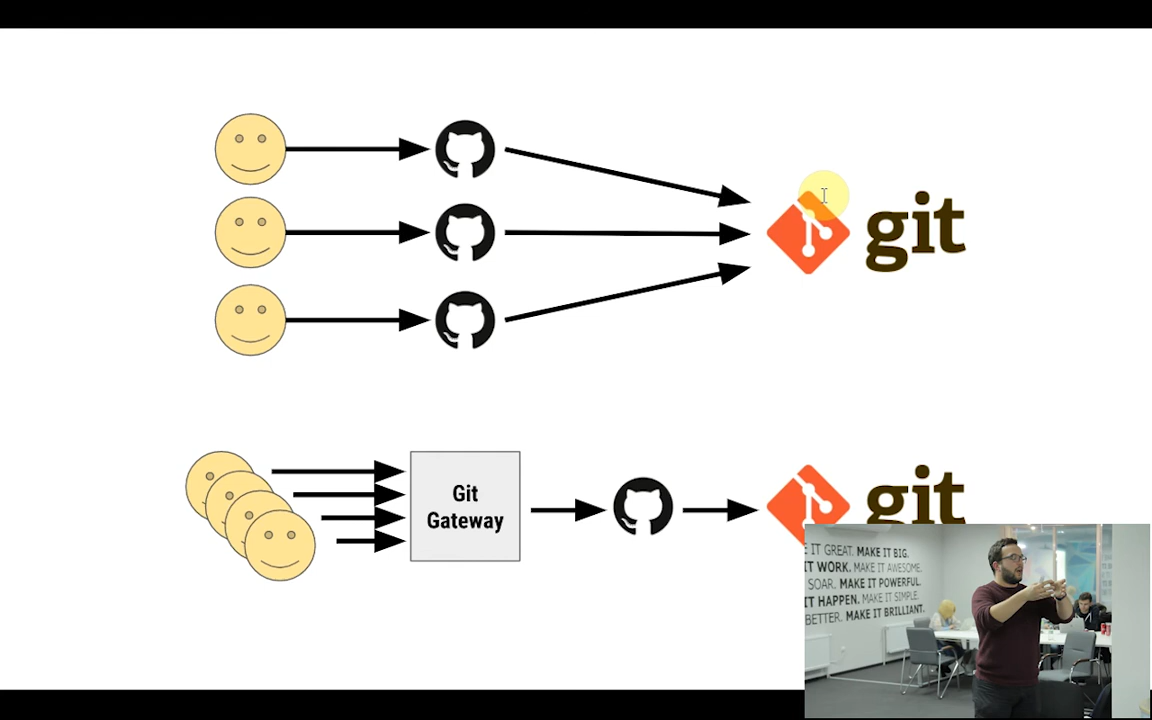 git
Git
Gateway
git
E IT GREAT. MAKE IT BIG.
IT WORK. MAKE IT AWESOME.
SOAR. MAKE IT POWERFUL.
IT HAPPEN. MAKE IT SIMPLE.
BETTER. MAKE IT BRILLIANT.